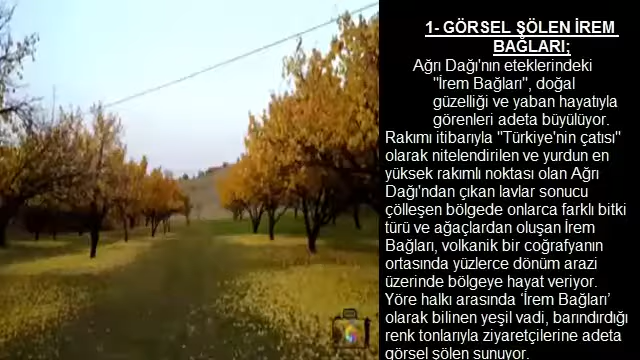 1- GÖRSEL ŞÖLEN İREM
BAĞLARI;
Ağrı Dağı'nın eteklerindeki
"İrem Bağları", doğal
güzelliği ve yaban hayatıyla
görenleri adeta büyülüyor.
Rakımı itibarıyla "Türkiye'nin çatısı"
olarak nitelendirilen ve yurdun en
yüksek rakımlı noktası olan Ağrı
Dağı'ndan çıkan lavlar sonucu
çölleşen bölgede onlarca farklı bitki
türü ve ağaçlardan oluşan İrem
Bağları, volkanik bir coğrafyanın
ortasında yüzlerce dönüm arazi
üzerinde bölgeye hayat veriyor.
Yöre halkı arasında ‘İrem Bağları’
olarak bilinen yeşil vadi, barındırdığı
renk tonlarıyla ziyaretçilerine adeta
görsel şölen sunuyor.